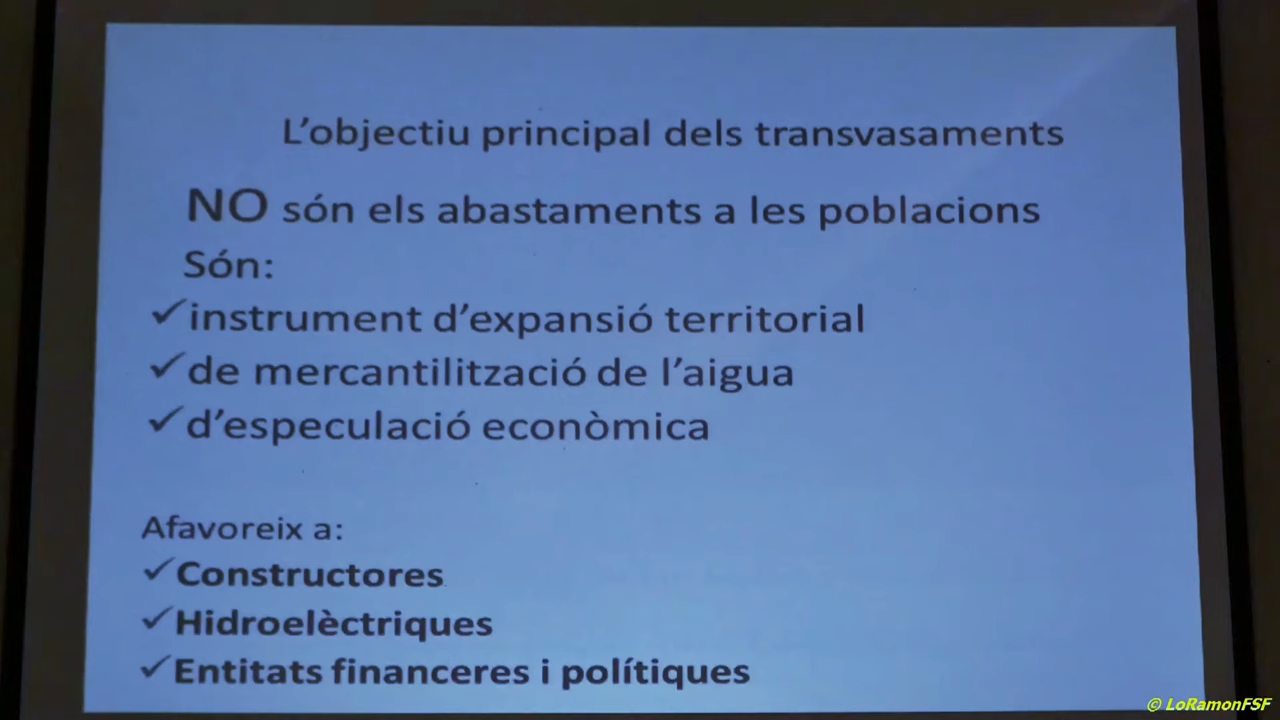 L’objectiu principal dels transvasaments
NO són els abastaments a les poblacions
Són:
✓instrument d’expansió territorial
✓de mercantilització de l’aigua
✓d’especulació econòmica
Afavoreix a:
✓Constructores
✓Hidroelèctriques
✓Entitats financeres i polítiques
© LoRamonFSF